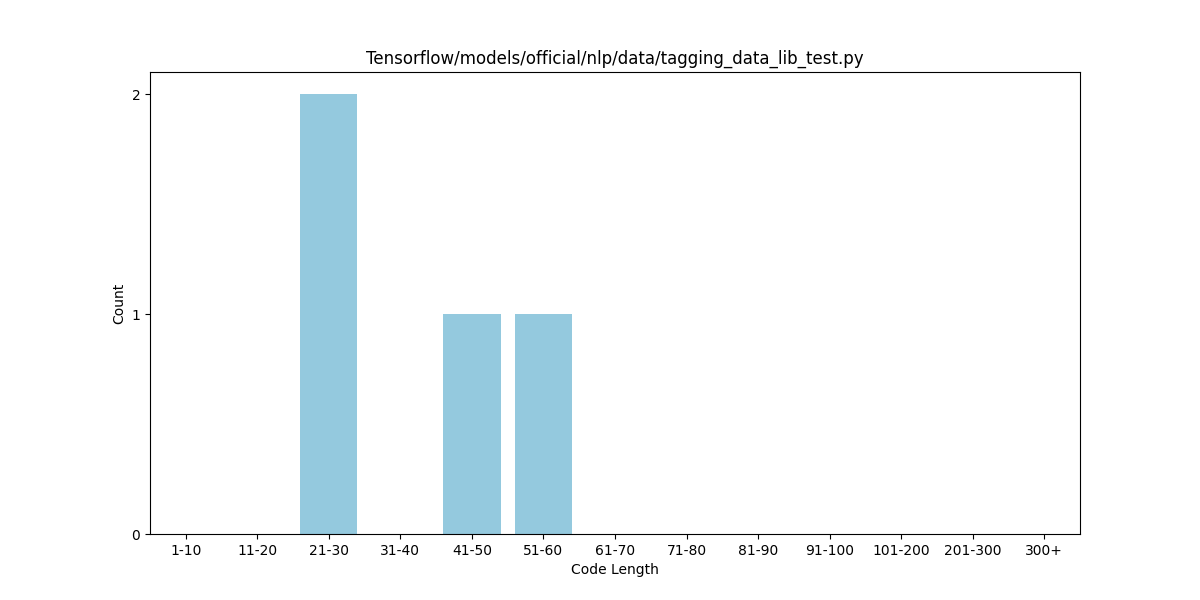 Tensorflow/models/official/nlp/data/tagging_data_lib_test.py
2
1
0
Count
1-10 11-20 21-30 31-40 41-50 51-60 61-70 71-80 81-90 91-100 101-200 201-300 300+
Code Length